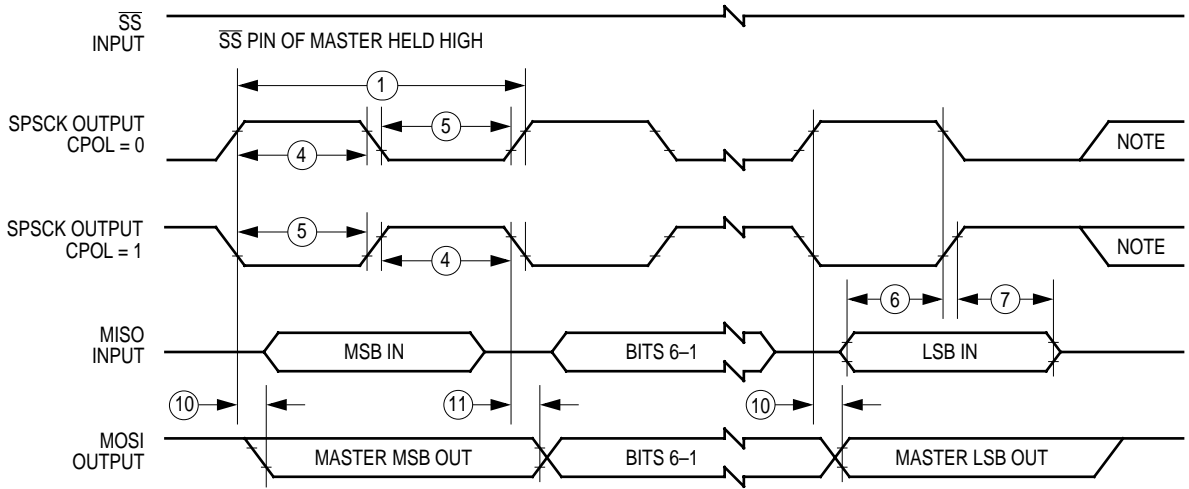 SS
INPUT
SS PIN OF MASTER HELD HIGH
1
SPSCK OUTPUT
CPOL = 0
5
4
NOTE
SPSCK OUTPUT
CPOL = 1
5
4
NOTE
6
7
MISO
INPUT
MSB IN
BITS 6–1
LSB IN
10
11
10
MOSI
OUTPUT
MASTER MSB OUT
BITS 6–1
MASTER LSB OUT